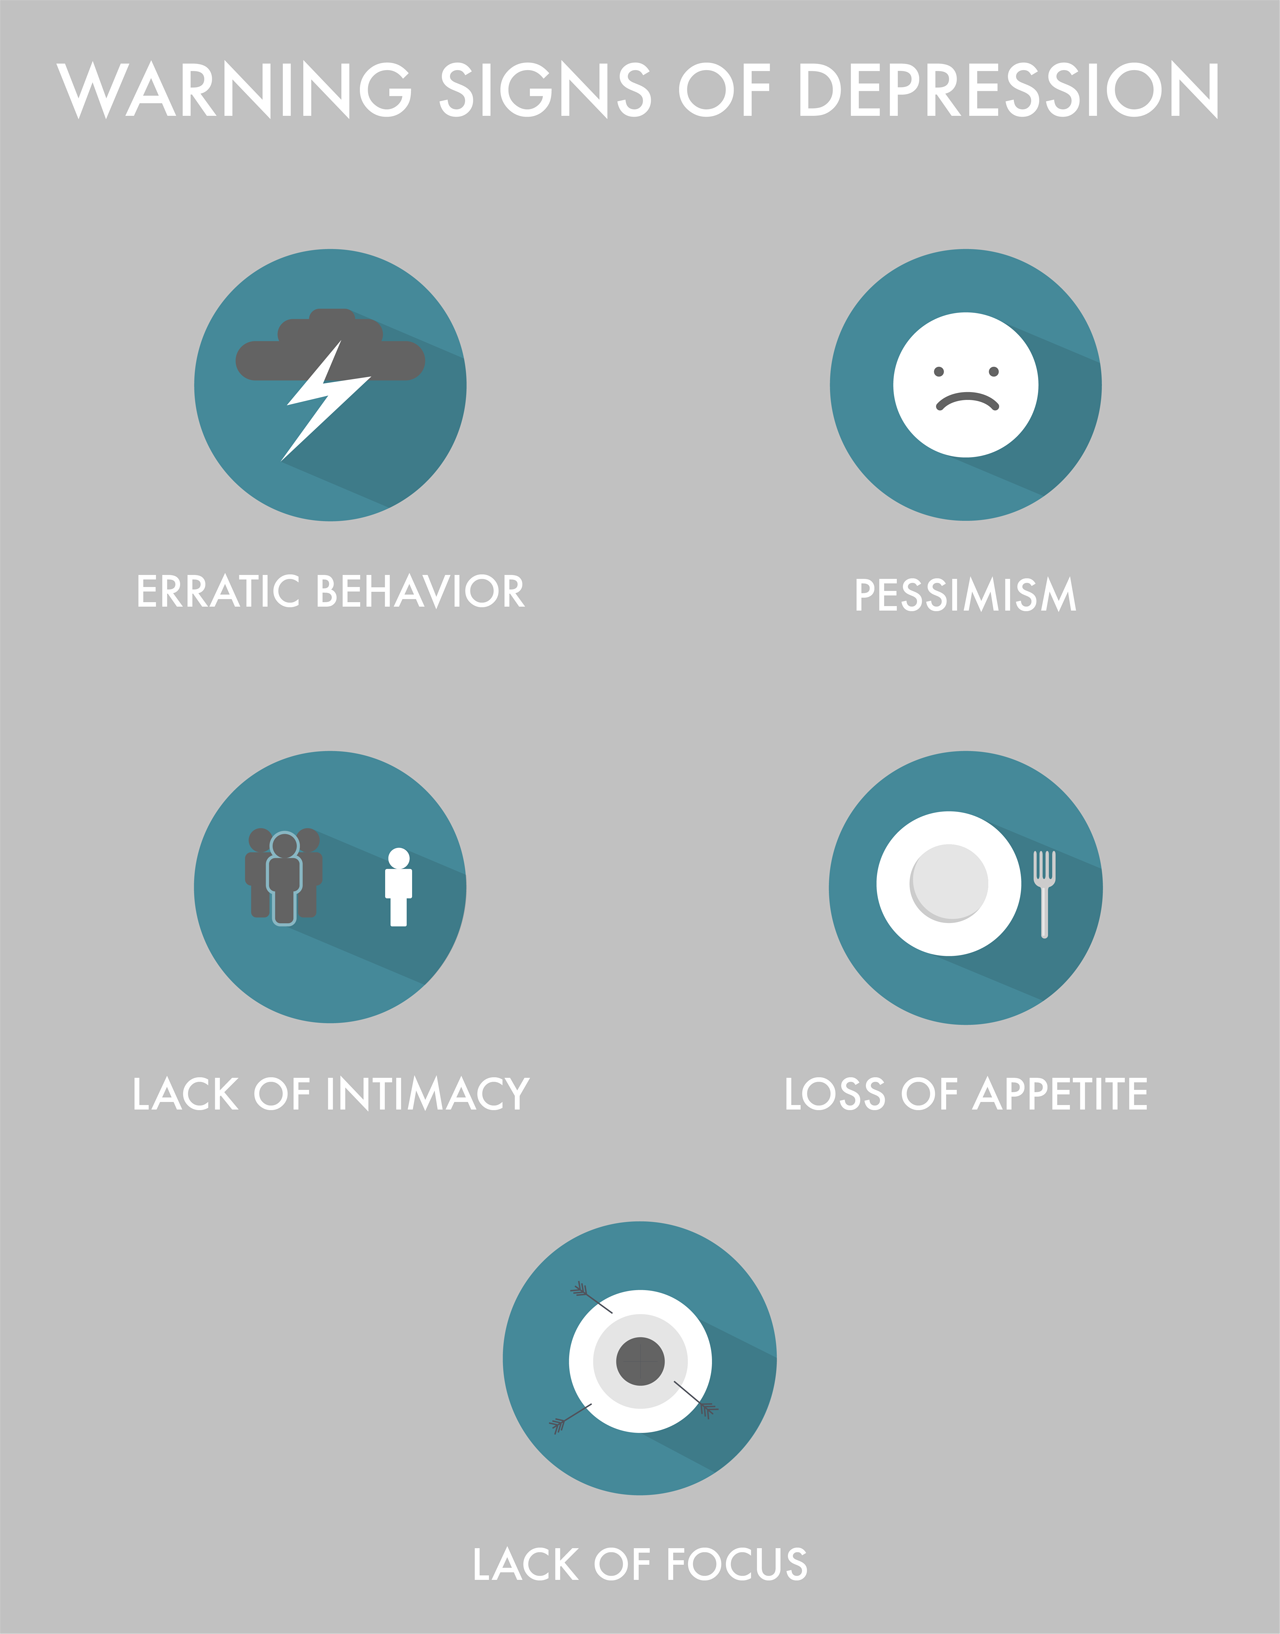 WARNING SIGNS OF DEPRESSION
ERRATIC BEHAVIOR
PESSIMISM
LACK OF INTIMACY
LOSS OF APPETITE
LACK OF FOCUS